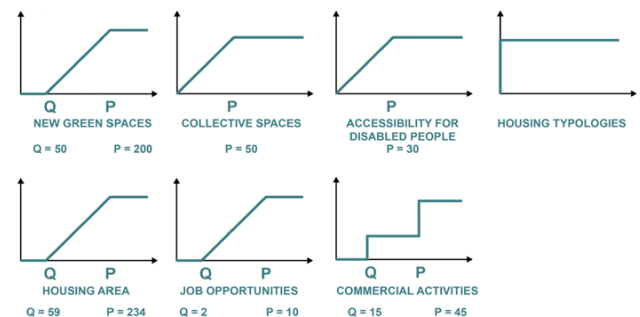 Q P
NEW GREEN SPACES
Q = 50 P = 200
P
COLLECTIVE SPACES
P = 50
P
ACCESSIBILITY FOR
DISABLED PEOPLE
P = 30
HOUSING TYPOLOGIES
Q P
HOUSING AREA
Q = 59 P = 234
Q P
JOB OPPORTUNITIES
Q = 2 P = 10
Q P
COMMERCIAL ACTIVITIES
Q = 15 P = 45